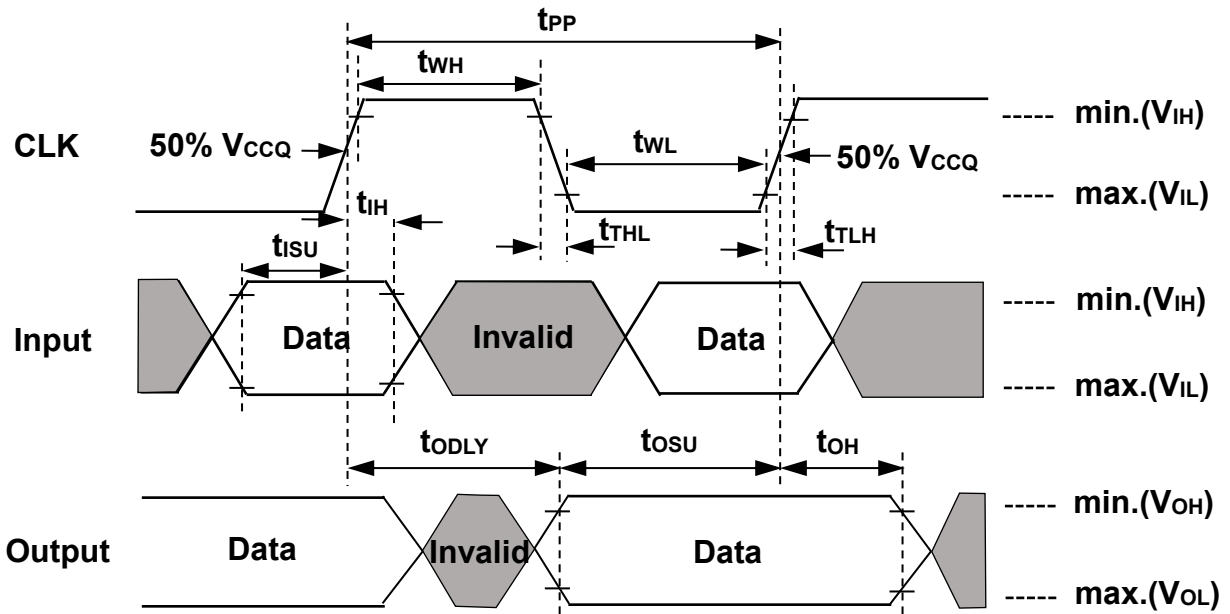 tPP
tWH
CLK
50% VCCQ
tWL
50% VCCQ
----- min.(VIH)
----- max.(VIL)
tIH
tISU
tTHL
tTLH
Input
Data
Invalid
Data
----- min.(VIH)
----- max.(VIL)
tODLY
tOSU
tOH
Output
Data
Invalid
Data
----- min.(VOH)
----- max.(VOL)